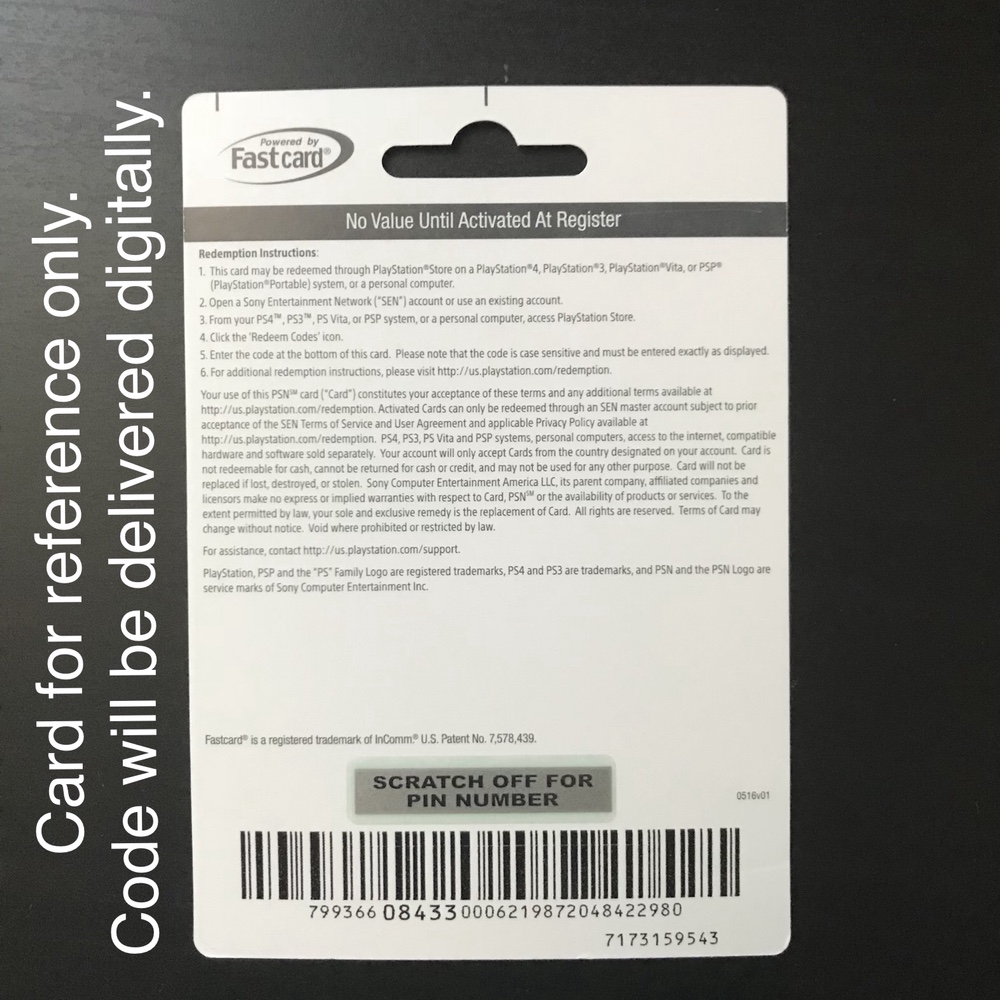 Card for reference only.
Code will be delivered digitally.
Powered by
Fastcard®
No Value Until Activated At Register
Redemption Instructions:
1. This card may be redeemed through PlayStation®Store on a PlayStation®4, PlayStation®3, PlayStation®Vita, or PSP®
(PlayStation®Portable) system, or a personal computer.
2. Open a Sony Entertainment Network ("SEN") account or use an existing account.
3. From your PS4™, PS3™, PS Vita, or PSP system, or a personal computer, access PlayStation Store.
4. Click the 'Redeem Codes' icon.
5. Enter the code at the bottom of this card. Please note that the code is case sensitive and must be entered exactly as displayed.
6. For additional redemption instructions, please visit http://us.playstation.com/redemption.
Your use of this PSN℠ card ("Card") constitutes your acceptance of these terms and any additional terms available at
http://us.playstation.com/redemption. Activated Cards can only be redeemed through an SEN master account subject to prior
acceptance of the SEN Terms of Service and User Agreement and applicable Privacy Policy available at
http://us.playstation.com/redemption. PS4, PS3, PS Vita and PSP systems, personal computers, access to the internet, compatible
hardware and software sold separately. Your account will only accept Cards from the country designated on your account. Card is
not redeemable for cash, cannot be returned for cash or credit, and may not be used for any other purpose. Card will not be
replaced if lost, destroyed, or stolen. Sony Computer Entertainment America LLC, its parent company, affiliated companies and
licensors make no express or implied warranties with respect to Card, PSN℠ or the availability of products or services. To the
extent permitted by law, your sole and exclusive remedy is the replacement of Card. All rights are reserved. Terms of Card may
change without notice. Void where prohibited or restricted by law.
For assistance, contact http://us.playstation.com/support.
PlayStation, PSP and the "PS" Family Logo are registered trademarks, PS4 and PS3 are trademarks, and PSN and the PSN Logo are
service marks of Sony Computer Entertainment Inc.
Fastcard® is a registered trademark of InComm.® U.S. Patent No. 7,578,439.
SCRATCH OFF FOR
PIN NUMBER
0516v01
799366 08433 0006219872048422980
7173159543